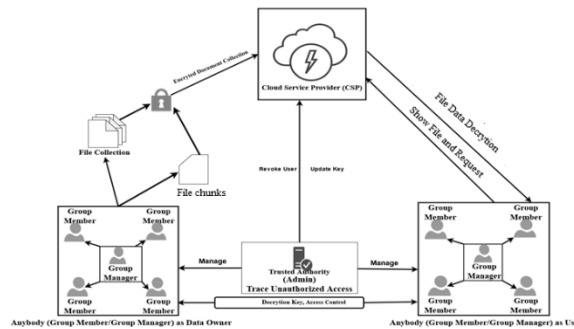 Encryted Document Collection
Cloud Service Provider (CSP)
File Data Decrytion
Show File and Request
File Collection
File chunks
Revoke User
Update Key
Group
Member
Group
Member
Group
Manager
Group
Member
Group
Member
Manage
Trusted Authority
(Admin)
Trace Unauthorized Access
Manage
Decrytion Key, Access Control
Group
Member
Group
Member
Group
Manager
Group
Member
Group
Member
Anybody (Group Member/Group Manager) as Data Owner
Anybody (Group Member/Group Manager) as Us